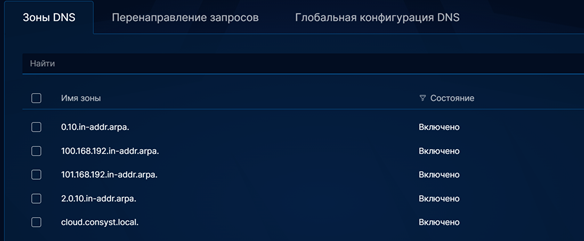 Зоны DNS Перенаправление запросов Глобальная конфигурация DNS
Найти
Имя зоны Состояние
0.10.in-addr.arpa. Включено
100.168.192.in-addr.arpa. Включено
101.168.192.in-addr.arpa. Включено
2.0.10.in-addr.arpa. Включено
cloud.consyst.local. Включено